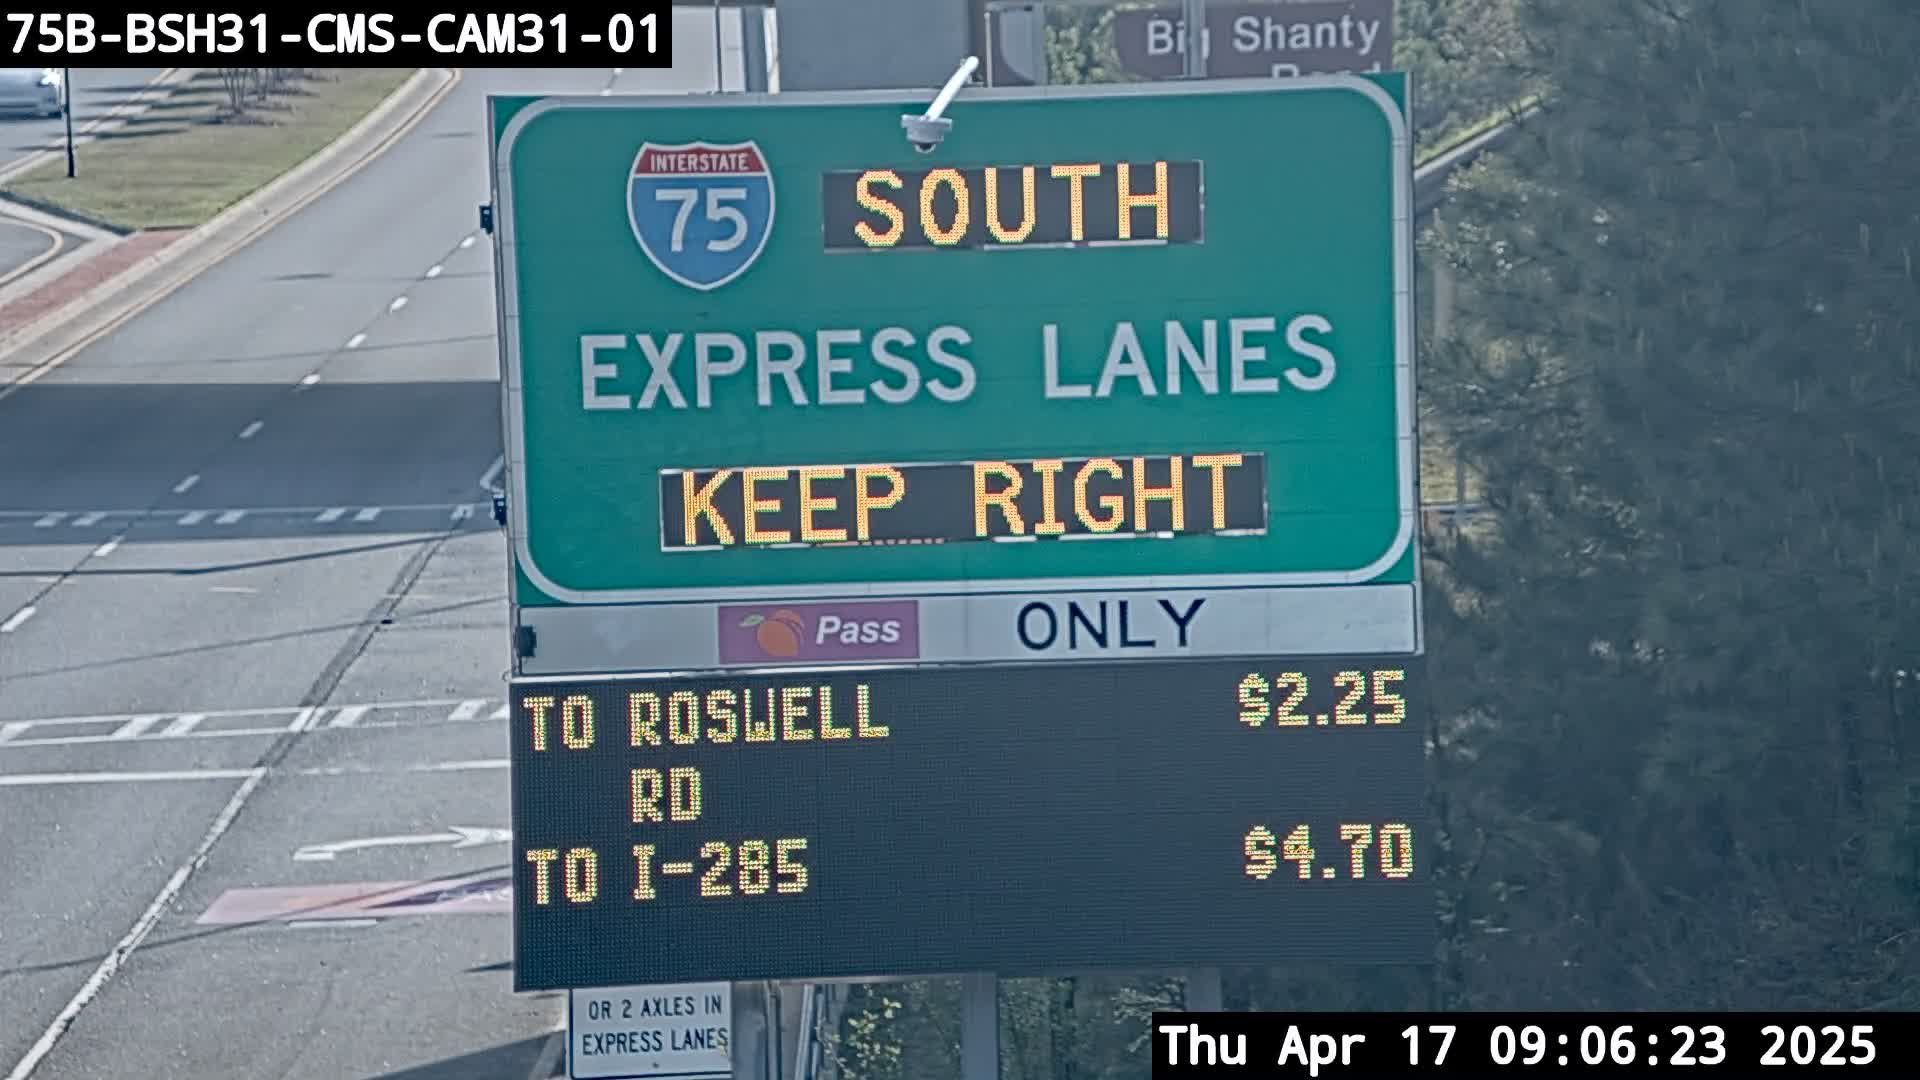 75B-BSH31-CMS-CAM31-01
Big Shanty
Road
INTERSTATE
75
SOUTH
EXPRESS LANES
KEEP RIGHT
Pass ONLY
TO ROSWELL $2.25
RD
TO I-285 $4.70
OR 2 AXLES IN
EXPRESS LANES
Thu Apr 17 09:06:23 2025